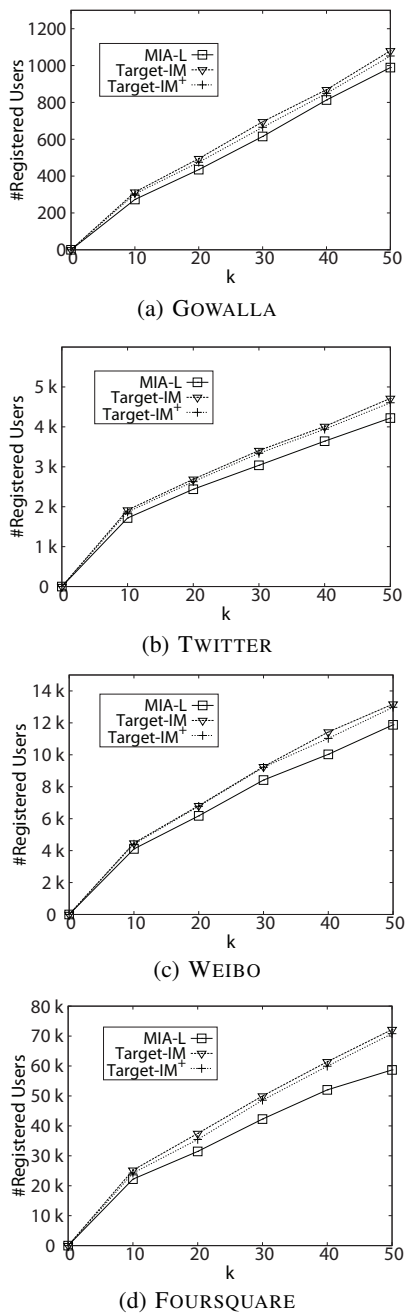 1200
1000
800
600
400
200
0
#Registered Users
MIA-L
Target-IM
Target-IM+
0 10 20 30 40 50
k
(a) GOWALLA
5 k
4 k
3 k
2 k
1 k
0
#Registered Users
MIA-L
Target-IM
Target-IM+
0 10 20 30 40 50
k
(b) TWITTER
14 k
12 k
10 k
8 k
6 k
4 k
2 k
0
#Registered Users
MIA-L
Target-IM
Target-IM+
0 10 20 30 40 50
k
(c) WEIBO
80 k
70 k
60 k
50 k
40 k
30 k
20 k
10 k
0
#Registered Users
MIA-L
Target-IM
Target-IM+
0 10 20 30 40 50
k
(d) FOURSQUARE